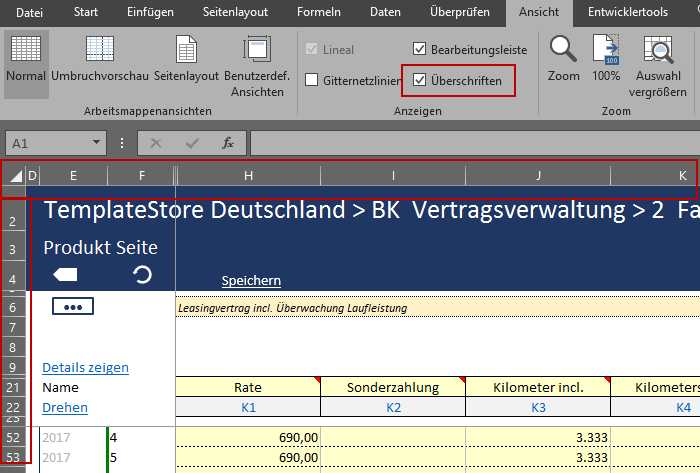 Datei Start Einfügen Seitenlayout Formeln Daten Überprüfen Ansicht Entwicklertools
Normal Umbruchvorschau Seitenlayout Benutzerdef. Ansichten
Arbeitsmappenansichten
Lineal Bearbeitungsleiste
Gitternetzlinien Überschriften
Anzeigen
Zoom 100% Auswahl vergrößern
100
Zoom
A1 fx
D E F H I J K
2 TemplateStore Deutschland > BK Vertragsverwaltung > 2 Fa
3 Produkt Seite
4 Speichern
6 Leasingvertrag incl. Überwachung Laufleistung
7
8
9 Details zeigen
21 Name Rate Sonderzahlung Kilometer incl. Kilometers
22 Drehen K1 K2 K3 K4
23
52 2017 4 690,00 3.333
53 2017 5 690,00 3.333